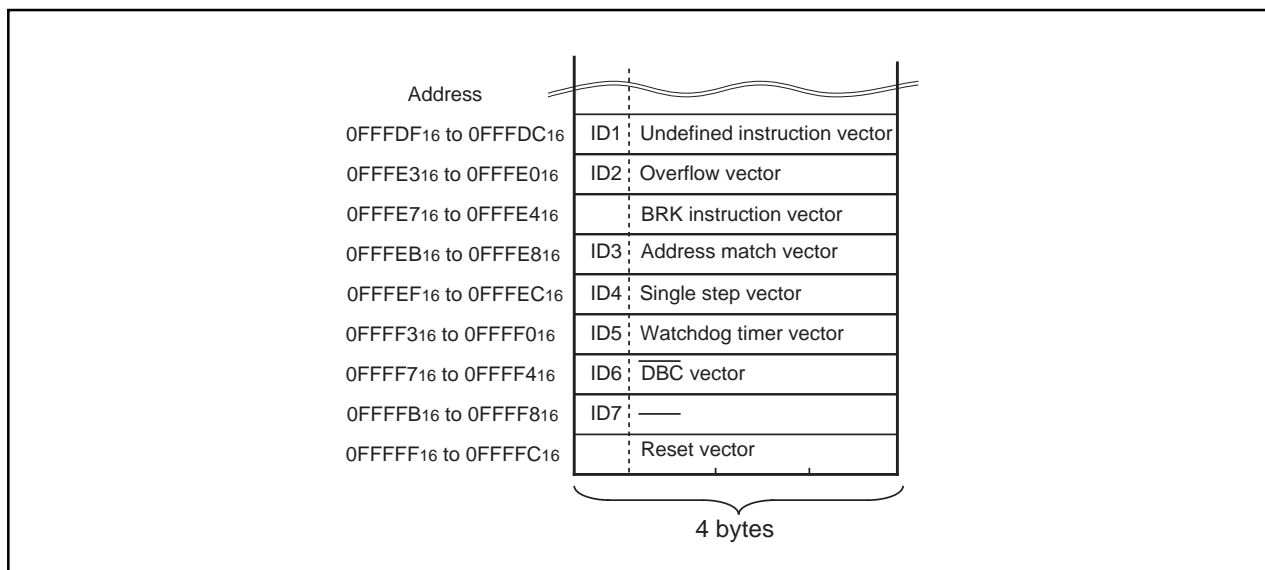 Address
0FFFDF16 to 0FFFDC16 ID1 Undefined instruction vector
0FFFE316 to 0FFFE016 ID2 Overflow vector
0FFFE716 to 0FFFE416 BRK instruction vector
0FFFEB16 to 0FFFE816 ID3 Address match vector
0FFFEF16 to 0FFFEC16 ID4 Single step vector
0FFFF316 to 0FFFF016 ID5 Watchdog timer vector
0FFFF716 to 0FFFF416 ID6 D̅B̅C̅ vector
0FFFFB16 to 0FFFF816 ID7 —
0FFFFF16 to 0FFFFC16 Reset vector
4 bytes